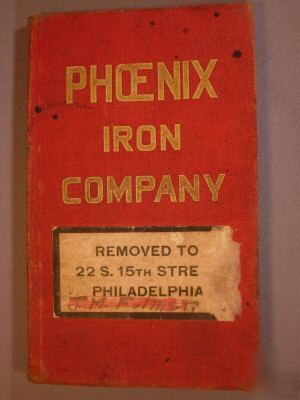 PHŒNIX
IRON
COMPANY
REMOVED TO
22 S. 15TH STRE
PHILADELPHIA
J. M.